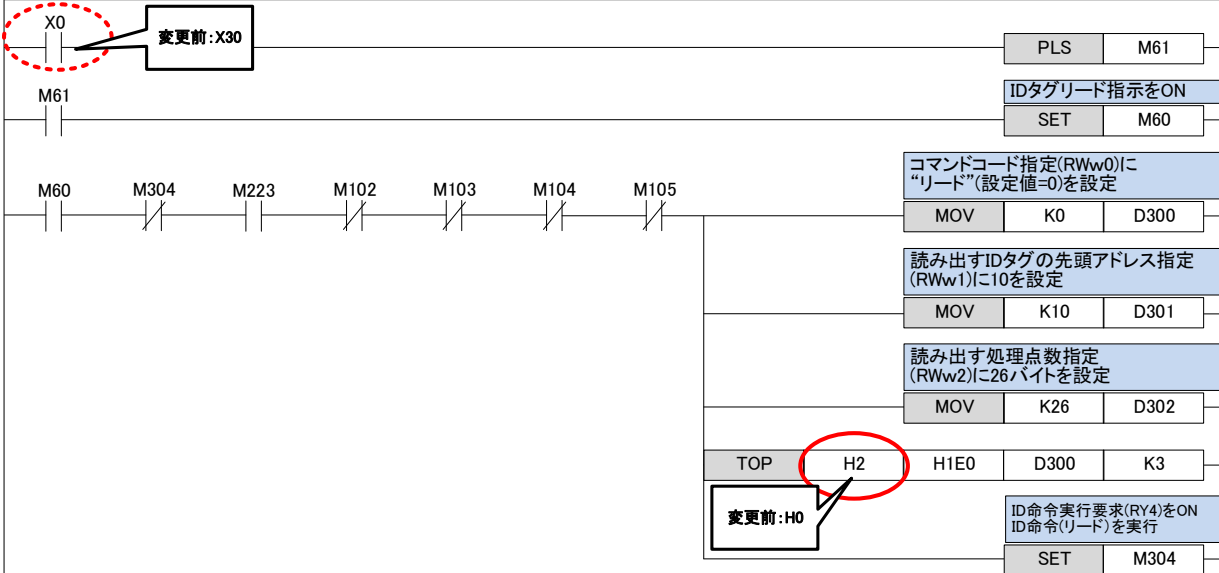 X0
変更前:X30
PLS M61
M61
IDタグリード指示をON
SET M60
コマンドコード指定(RWw0)に
“リード”(設定値=0)を設定
M60 M304 M223 M102 M103 M104 M105
MOV K0 D300
読み出すIDタグの先頭アドレス指定
(RWw1)に10を設定
MOV K10 D301
読み出す処理点数指定
(RWw2)に26バイトを設定
MOV K26 D302
TOP H2 H1E0 D300 K3
変更前:H0
ID命令実行要求(RY4)をON
ID命令(リード)を実行
SET M304